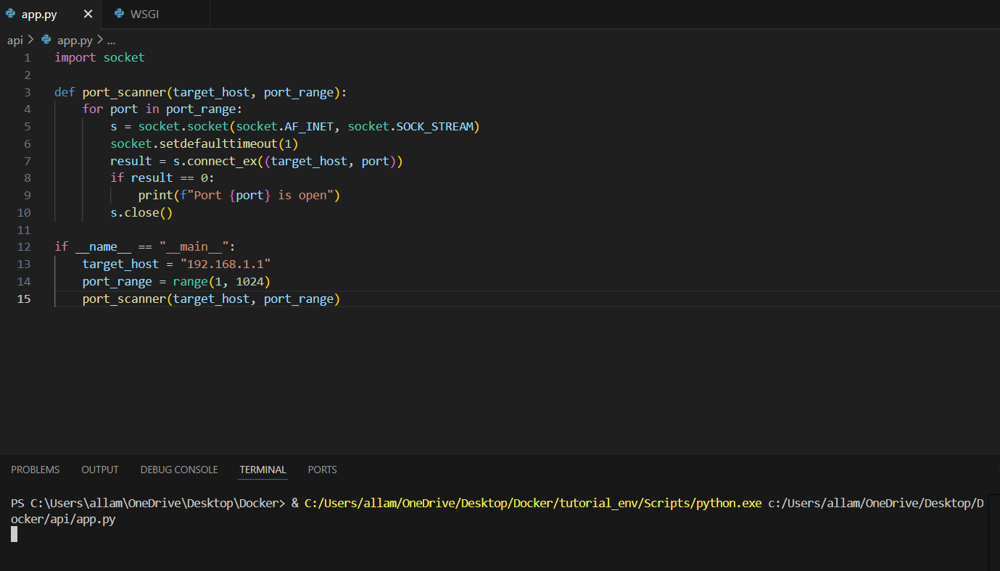 app.py WSGI
api > app.py > ...
1 import socket
2
3 def port_scanner(target_host, port_range):
4     for port in port_range:
5         s = socket.socket(socket.AF_INET, socket.SOCK_STREAM)
6         socket.setdefaulttimeout(1)
7         result = s.connect_ex((target_host, port))
8         if result == 0:
9             print(f"Port {port} is open")
10         s.close()
11
12 if __name__ == "__main__":
13     target_host = "192.168.1.1"
14     port_range = range(1, 1024)
15     port_scanner(target_host, port_range)
PROBLEMS OUTPUT DEBUG CONSOLE TERMINAL PORTS
PS C:\Users\allam\OneDrive\Desktop\Docker> & C:/Users/allam/OneDrive/Desktop/Docker/tutorial_env/Scripts/python.exe c:/Users/allam/OneDrive/Desktop/D
ocker/api/app.py